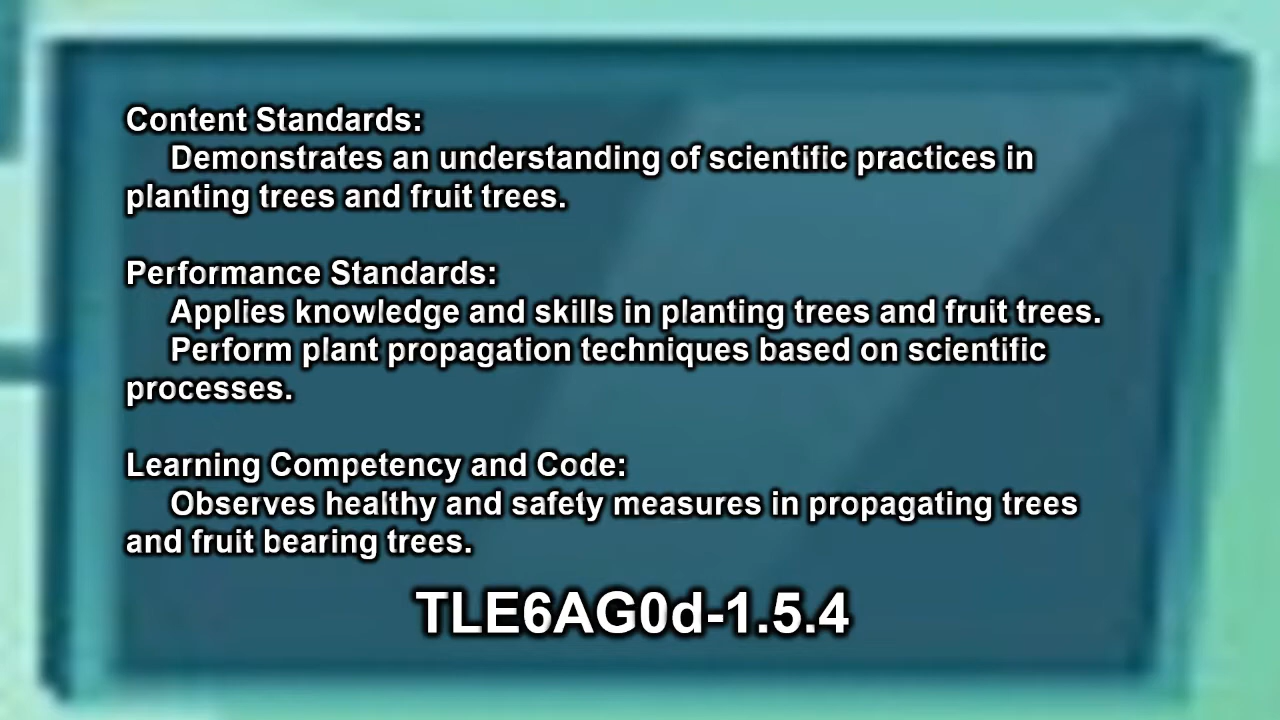 Content Standards:
Demonstrates an understanding of scientific practices in
planting trees and fruit trees.
Performance Standards:
Applies knowledge and skills in planting trees and fruit trees.
Perform plant propagation techniques based on scientific
processes.
Learning Competency and Code:
Observes healthy and safety measures in propagating trees
and fruit bearing trees.
TLE6AG0d-1.5.4